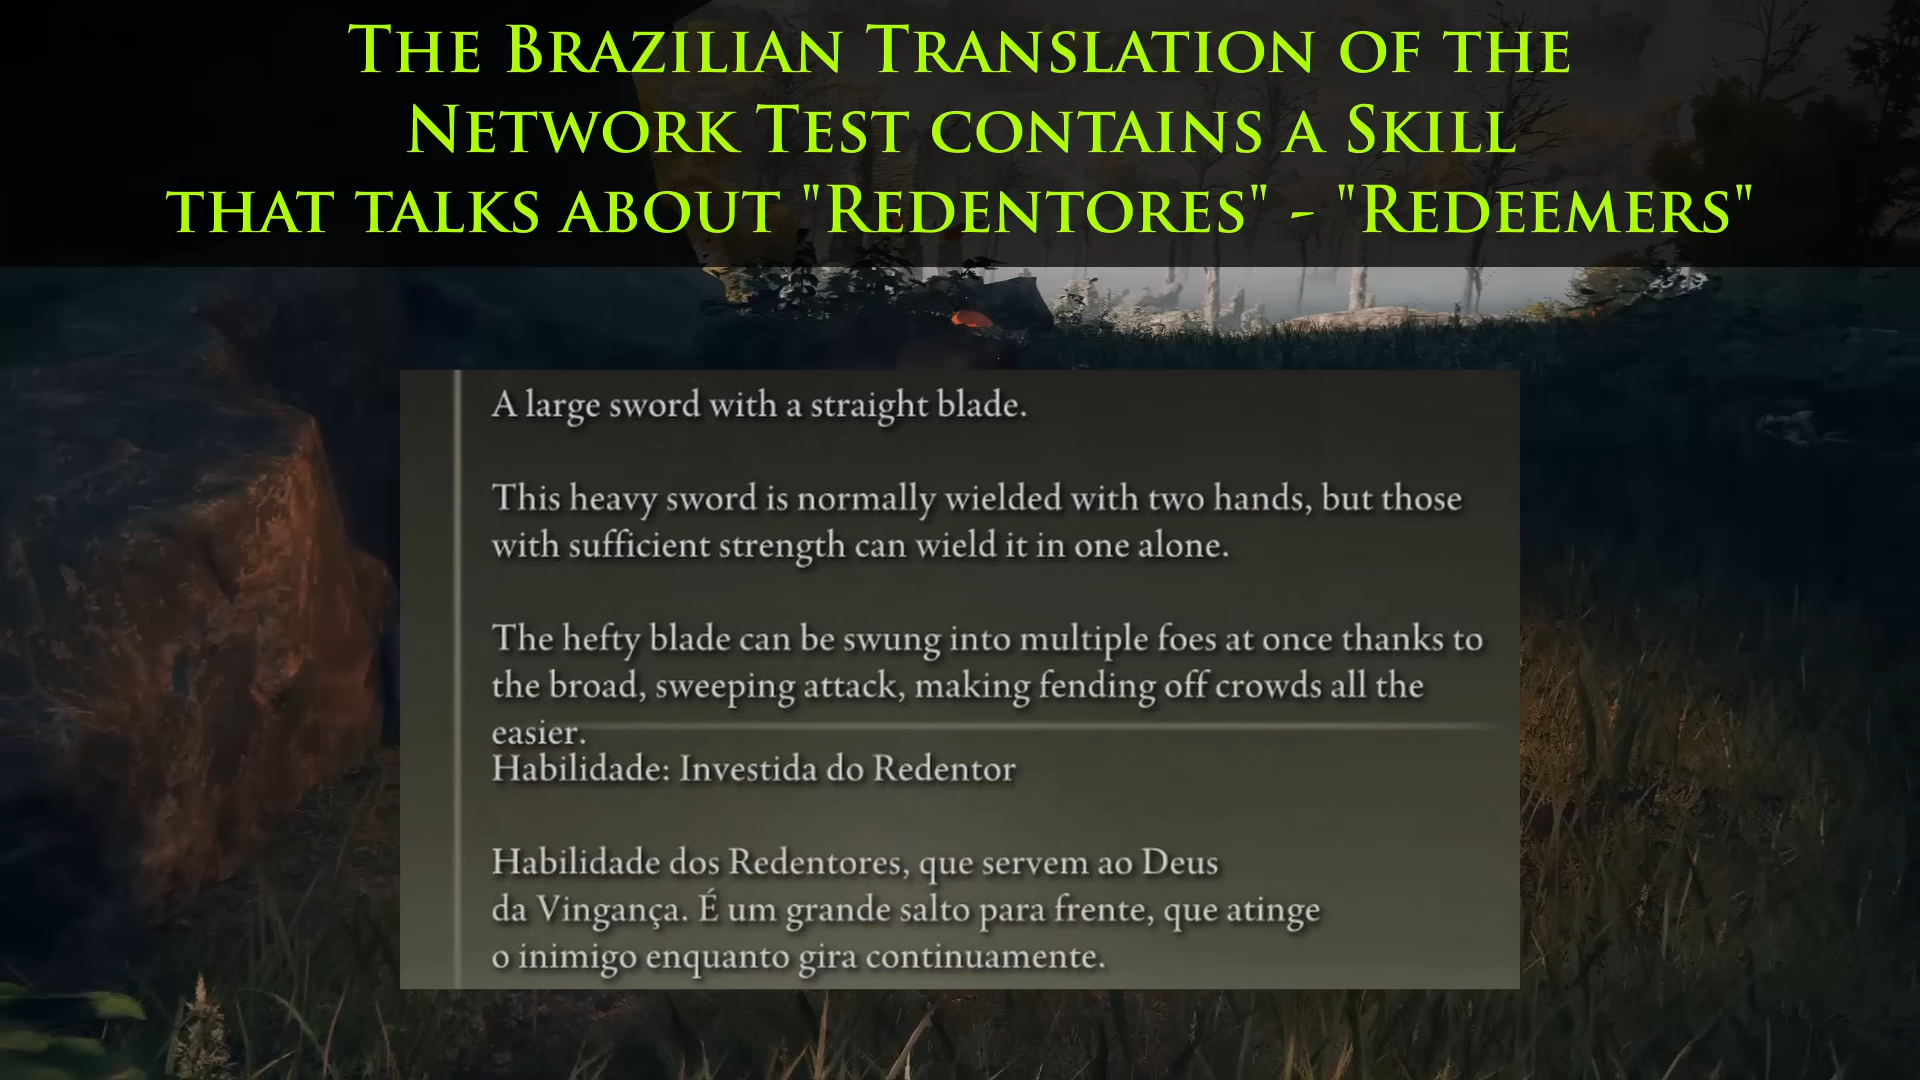 The Brazilian Translation of the
Network Test contains a Skill
that talks about "Redentores" - "Redeemers"
A large sword with a straight blade.
This heavy sword is normally wielded with two hands, but those
with sufficient strength can wield it in one alone.
The hefty blade can be swung into multiple foes at once thanks to
the broad, sweeping attack, making fending off crowds all the
easier.
Habilidade: Investida do Redentor
Habilidade dos Redentores, que servem ao Deus
da Vingança. É um grande salto para frente, que atinge
o inimigo enquanto gira continuamente.